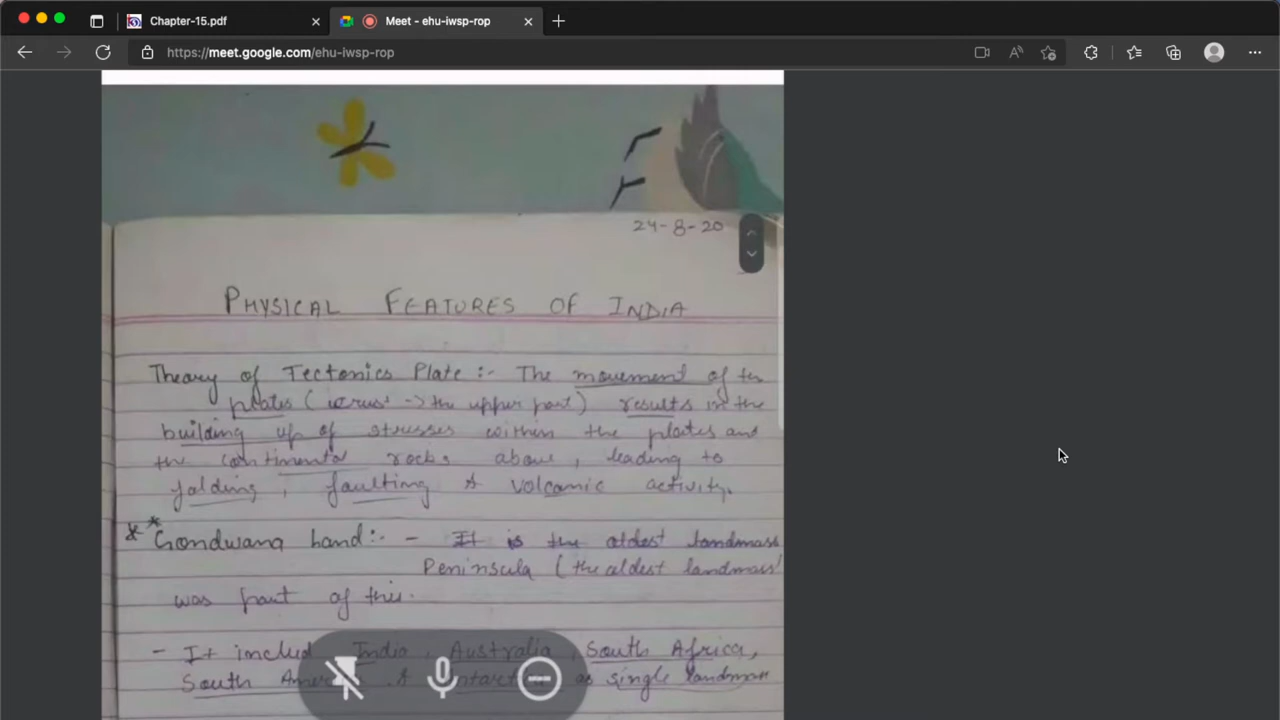 Chapter-15.pdf
Meet - ehu-iwsp-rop
https://meet.google.com/ehu-iwsp-rop
24-8-20
PHYSICAL FEATURES OF INDIA
Theory of Tectonics Plate :- The movement of
plates ( -> the upper part) results in the
building up of stresses within the plates and
the continental rocks above, leading to
folding, faulting & volcanic activity.
** Gondwana Land :- - It is the oldest landmass
Peninsula (the oldest landmass
was part of this.
- It includ India, Australia, South Africa,
South as single landmass